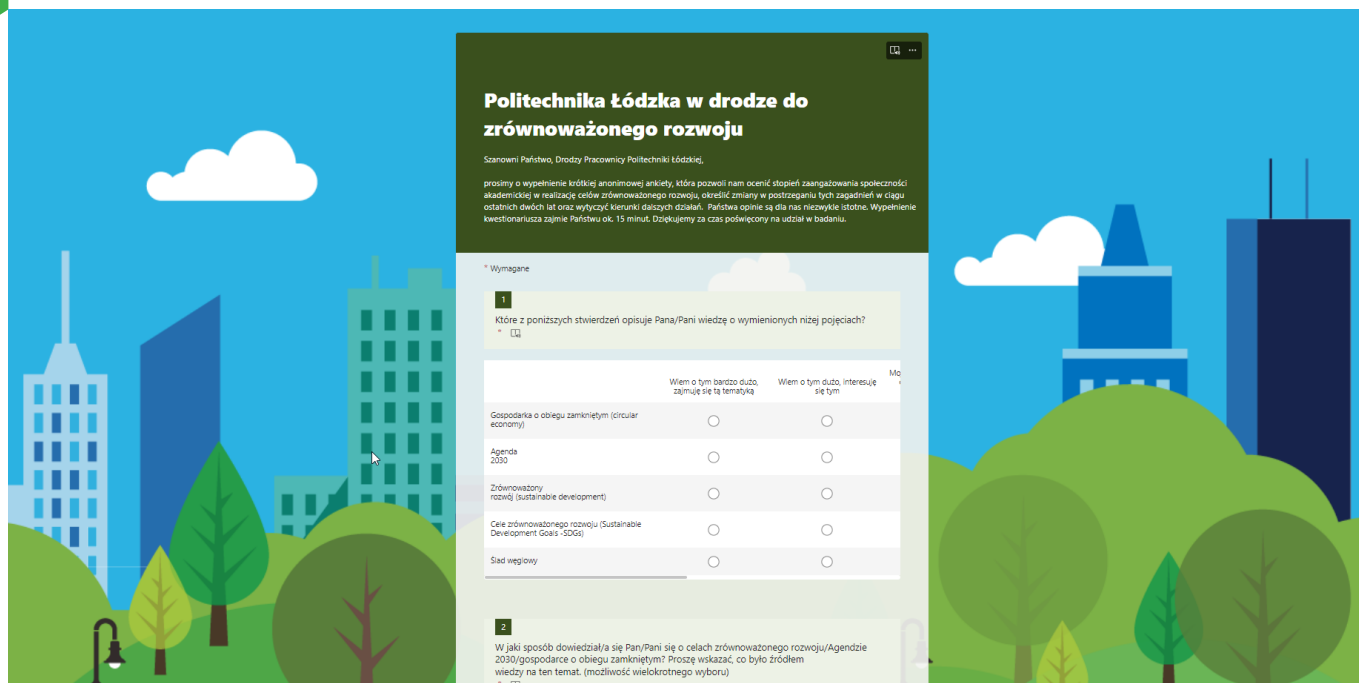 Politechnika Łódzka w drodze do
zrównoważonego rozwoju
Szanowni Państwo, Drodzy Pracownicy Politechniki Łódzkiej,
prosimy o wypełnienie krótkiej anonimowej ankiety, która pozwoli nam ocenić stopień zaangażowania społeczności
akademickiej w realizację celów zrównoważonego rozwoju, określić zmiany w postrzeganiu tych zagadnień w ciągu
ostatnich dwóch lat oraz wytyczyć kierunki dalszych działań. Państwa opinie są dla nas niezwykle istotne. Wypełnienie
kwestionariusza zajmie Państwu ok. 15 minut. Dziękujemy za czas poświęcony na udział w badaniu.
* Wymagane
1
Które z poniższych stwierdzeń opisuje Pana/Pani wiedzę o wymienionych niżej pojęciach?
*
Wiem o tym bardzo dużo,
zajmuję się tą tematyką
Wiem o tym dużo, interesuję
się tym
Gospodarka o obiegu zamkniętym (circular
economy)
Agenda
2030
Zrównoważony
rozwój (sustainable development)
Cele zrównoważonego rozwoju (Sustainable
Development Goals -SDGs)
Ślad węglowy
2
W jaki sposób dowiedział/a się Pan/Pani się o celach zrównoważonego rozwoju/Agendzie
2030/gospodarce o obiegu zamkniętym? Proszę wskazać, co było źródłem
wiedzy na ten temat. (możliwość wielokrotnego wyboru)